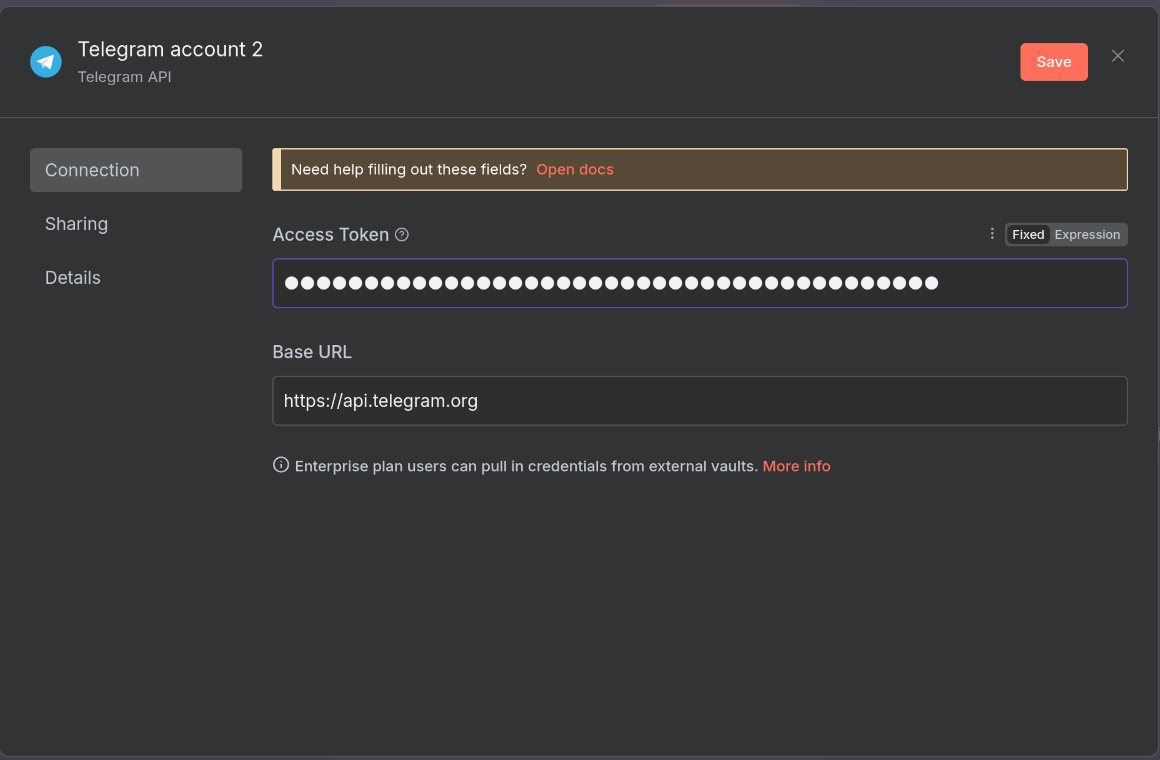 Telegram account 2
Telegram API
Save
Connection
Sharing
Details
Need help filling out these fields? Open docs
Access Token
Fixed Expression
●●●●●●●●●●●●●●●●●●●●●●●●●●●●●●●●●●●●●●●●●
Base URL
https://api.telegram.org
Enterprise plan users can pull in credentials from external vaults. More info